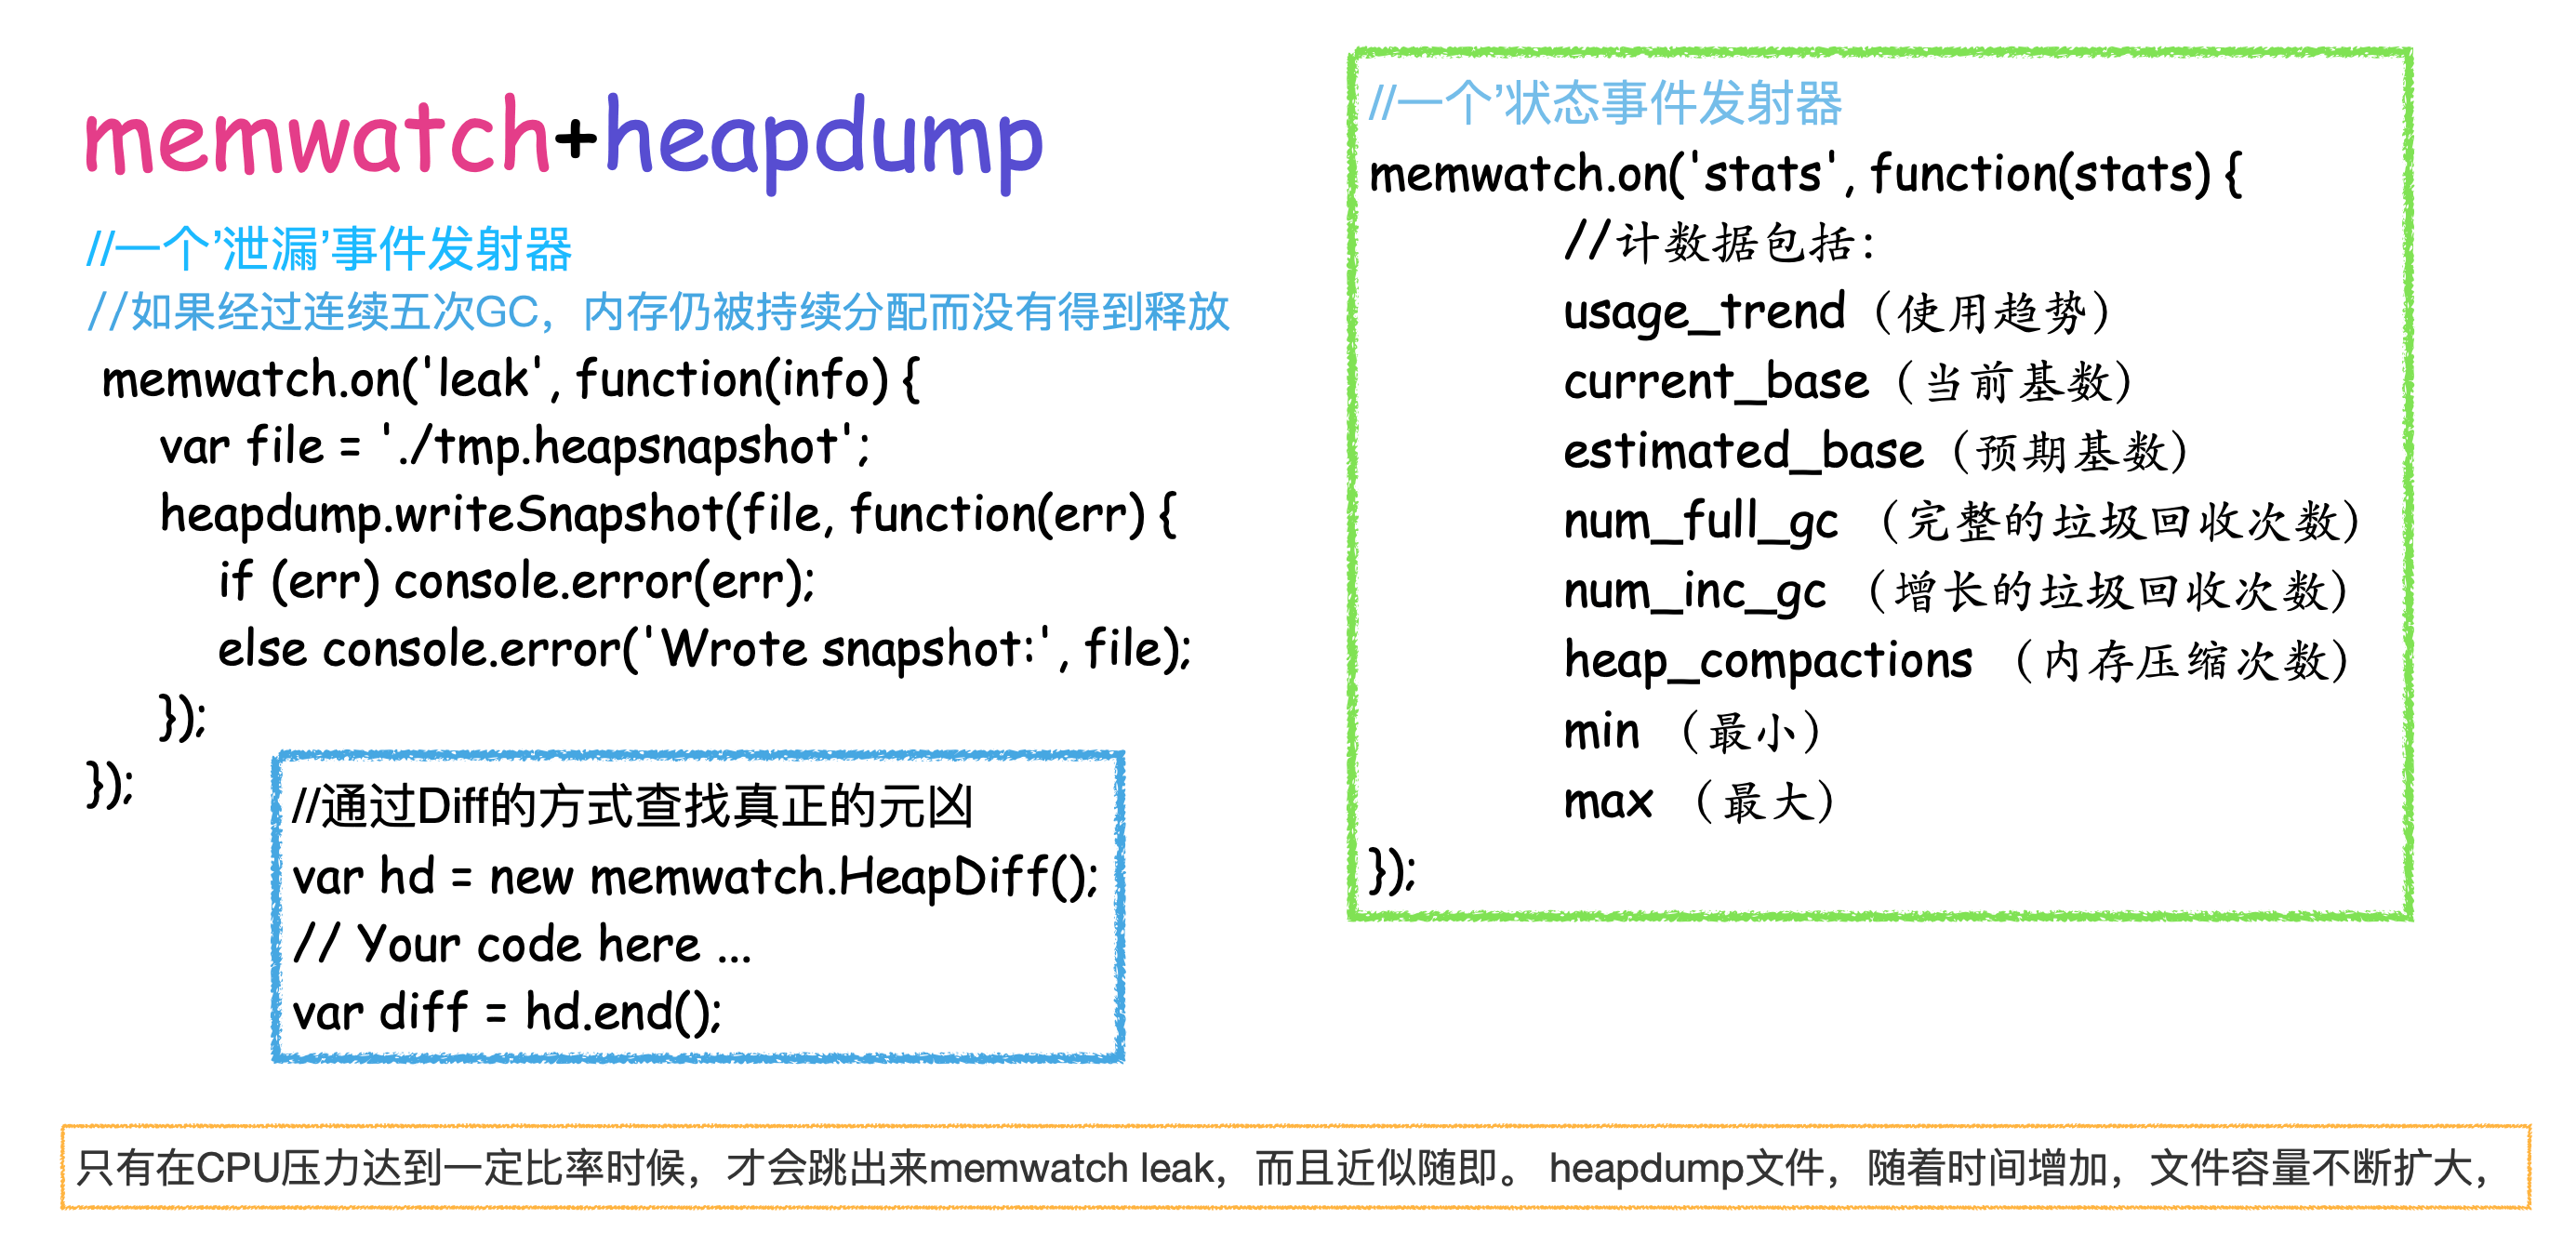 memwatch+heapdump
//一个’泄漏’事件发射器
//如果经过连续五次GC，内存仍被持续分配而没有得到释放
memwatch.on('leak', function(info) {
var file = './tmp.heapsnapshot';
heapdump.writeSnapshot(file, function(err) {
if (err) console.error(err);
else console.error('Wrote snapshot:', file);
});
});
//通过Diff的方式查找真正的元凶
var hd = new memwatch.HeapDiff();
// Your code here ...
var diff = hd.end();
//一个’状态事件发射器
memwatch.on('stats', function(stats) {
//计数据包括：
usage_trend（使用趋势）
current_base（当前基数）
estimated_base（预期基数）
num_full_gc （完整的垃圾回收次数）
num_inc_gc （增长的垃圾回收次数）
heap_compactions （内存压缩次数）
min （最小）
max （最大）
});
只有在CPU压力达到一定比率时候，才会跳出来memwatch leak，而且近似随即。 heapdump文件，随着时间增加，文件容量不断扩大，